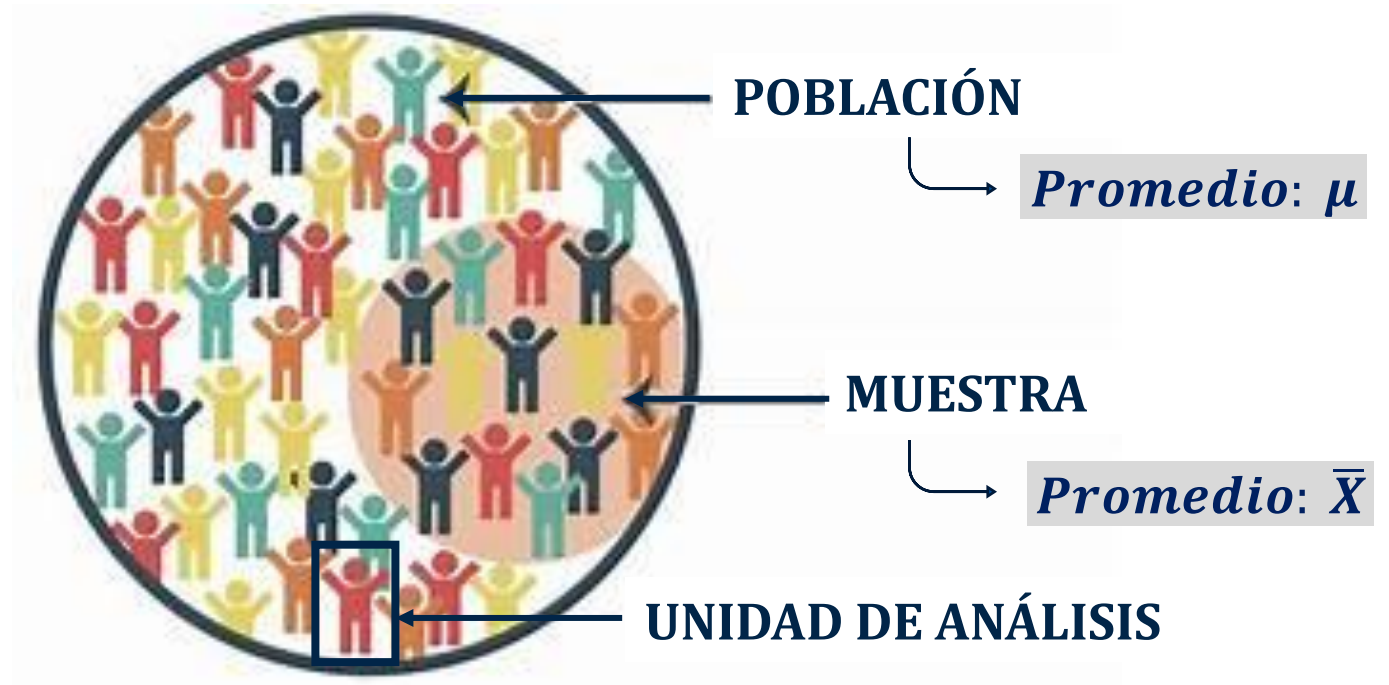 POBLACIÓN
Promedio: μ
MUESTRA
Promedio: X̅
UNIDAD DE ANÁLISIS